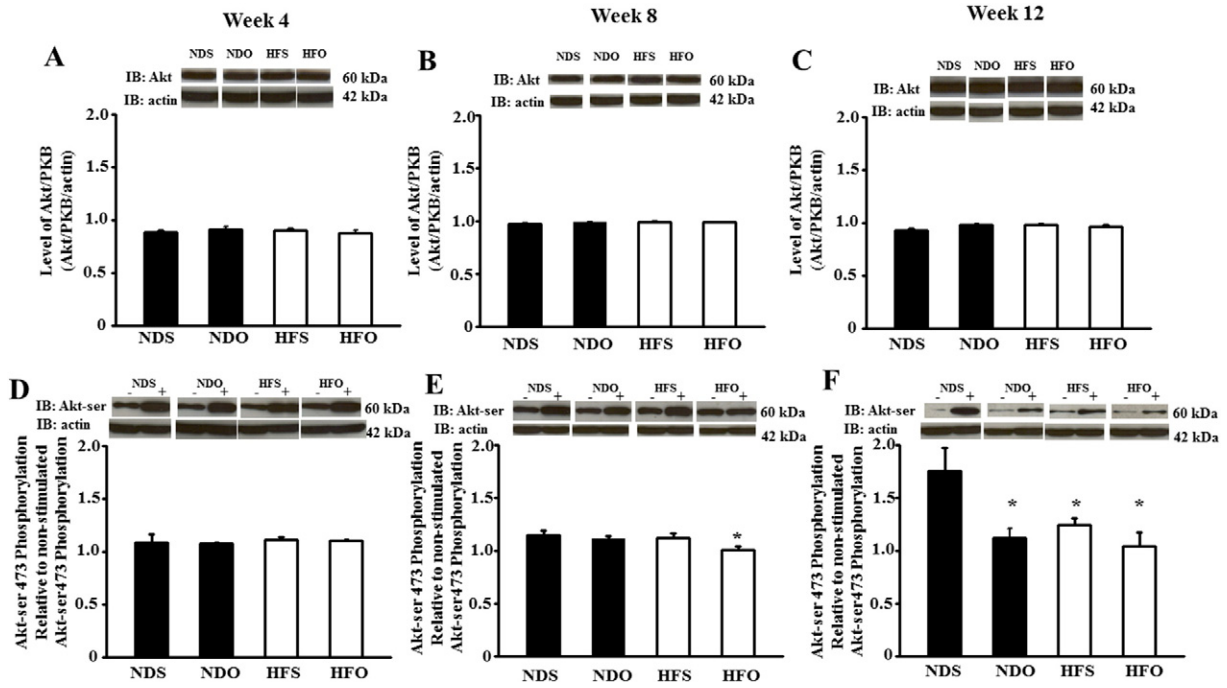 Week 4
Week 8
Week 12
A
NDS NDO HFS HFO
IB: Akt 60 kDa
IB: actin 42 kDa
2.0
1.5
1.0
0.5
0
Level of Akt/PKB
(Akt/PKB/actin)
NDS NDO HFS HFO
B
NDS NDO HFS HFO
IB: Akt 60 kDa
IB: actin 42 kDa
2.0
1.5
1.0
0.5
0
Level of Akt/PKB
(Akt/PKB/actin)
NDS NDO HFS HFO
C
NDS NDO HFS HFO
IB: Akt 60 kDa
IB: actin 42 kDa
2.0
1.5
1.0
0.5
0
Level of Akt/PKB
(Akt/PKB/actin)
NDS NDO HFS HFO
D
NDS NDO HFS HFO
- + - + - + - +
IB: Akt-ser 60 kDa
IB: actin 42 kDa
2.0
1.5
1.0
0.5
0
Akt-ser 473 Phosphorylation
Relative to non-stimulated
Akt-ser473 Phosphorylation
NDS NDO HFS HFO
E
NDS NDO HFS HFO
- + - + - + - +
IB: Akt-ser 60 kDa
IB: actin 42 kDa
2.0
1.5
1.0
0.5
0
Akt-ser 473 Phosphorylation
Relative to non-stimulated
Akt-ser473 Phosphorylation
*
NDS NDO HFS HFO
F
NDS NDO HFS HFO
- + - + - + - +
IB: Akt-ser 60 kDa
IB: actin 42 kDa
2.0
1.5
1.0
0.5
0
Akt-ser 473 Phosphorylation
Relative to non-stimulated
Akt-ser473 Phosphorylation
* * *
NDS NDO HFS HFO